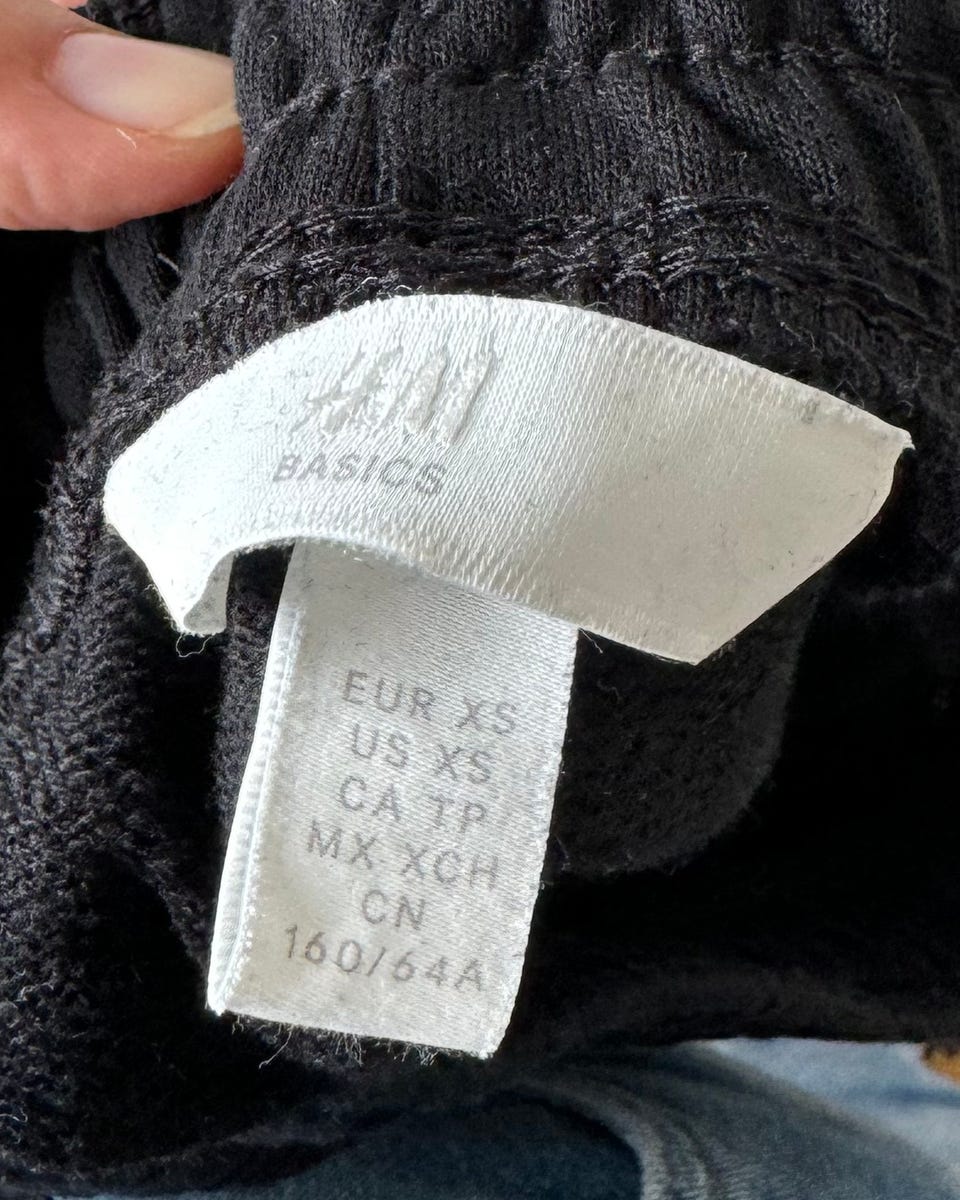 H&M
BASICS
EUR XS
US XS
CA TP
MX XCH
CN
160/64A